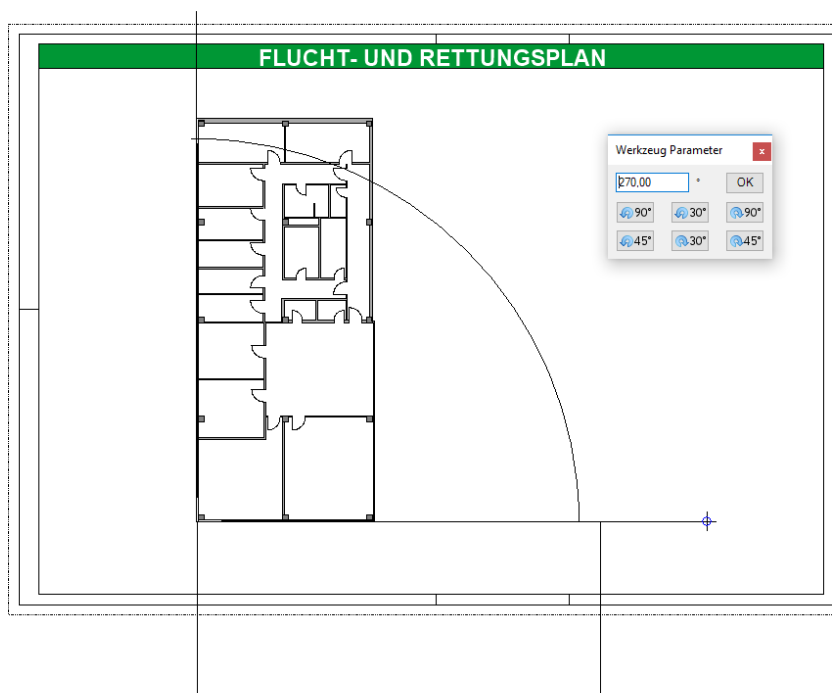 FLUCHT- UND RETTUNGSPLAN
Werkzeug Parameter x
270,00 ° OK
90° 30° 90°
45° 30° 45°